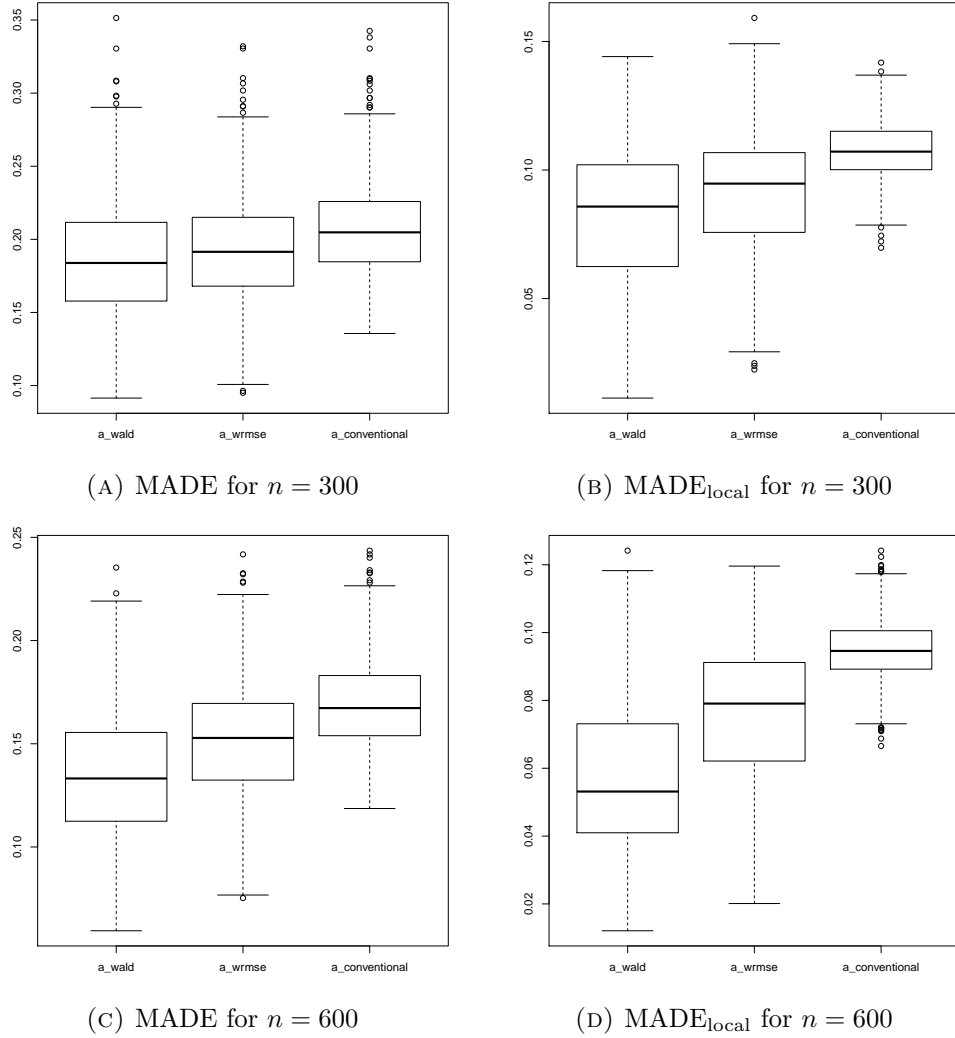 0.35
0.30
0.25
0.20
0.15
0.10
a_wald a_wrmse a_conventional
(A) MADE for n = 300
0.15
0.10
0.05
a_wald a_wrmse a_conventional
(B) MADElocal for n = 300
0.25
0.20
0.15
0.10
a_wald a_wrmse a_conventional
(C) MADE for n = 600
0.12
0.10
0.08
0.06
0.04
0.02
a_wald a_wrmse a_conventional
(D) MADElocal for n = 600